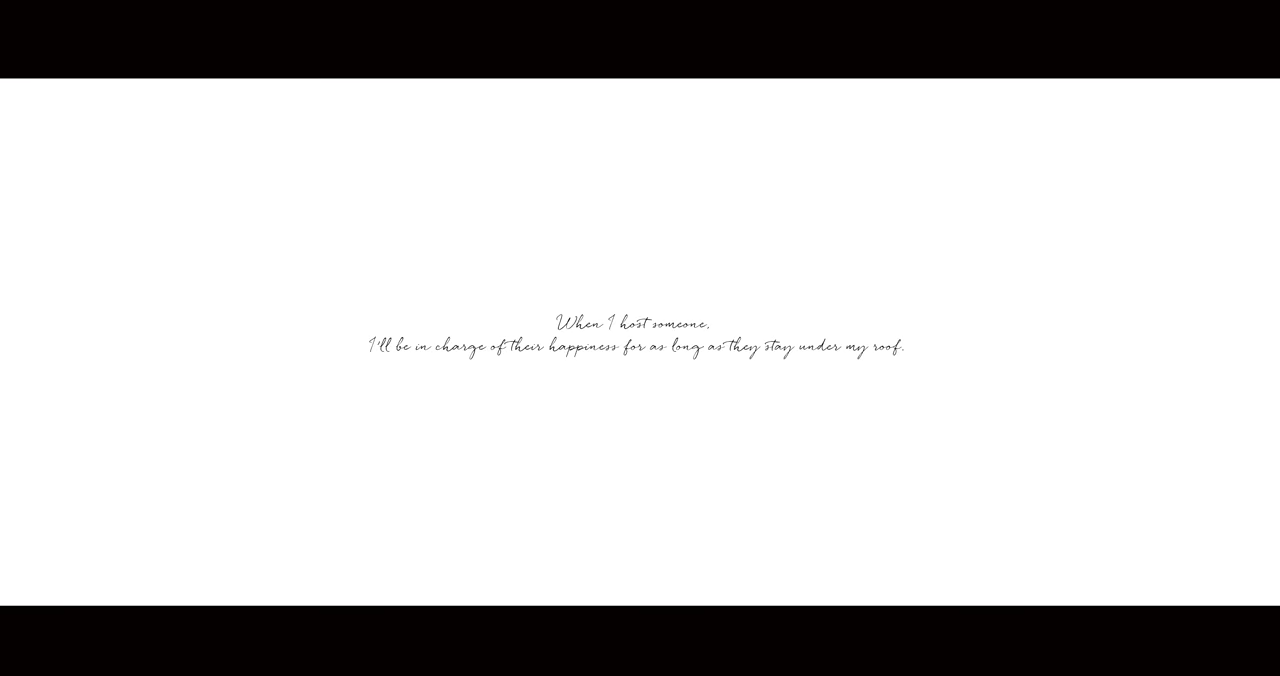 When I host someone,
I'll be in charge of their happiness for as long as they stay under my roof.